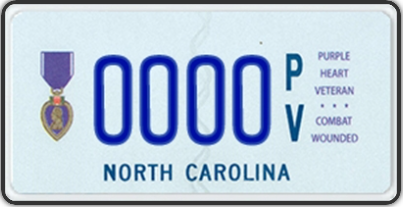 0000
PV
PURPLE
HEART
VETERAN
...
COMBAT
WOUNDED
NORTH CAROLINA